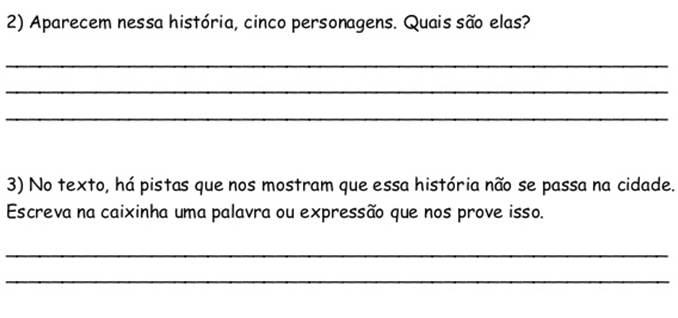 2) Aparecem nessa história, cinco personagens. Quais são elas?
3) No texto, há pistas que nos mostram que essa história não se passa na cidade.
Escreva na caixinha uma palavra ou expressão que nos prove isso.